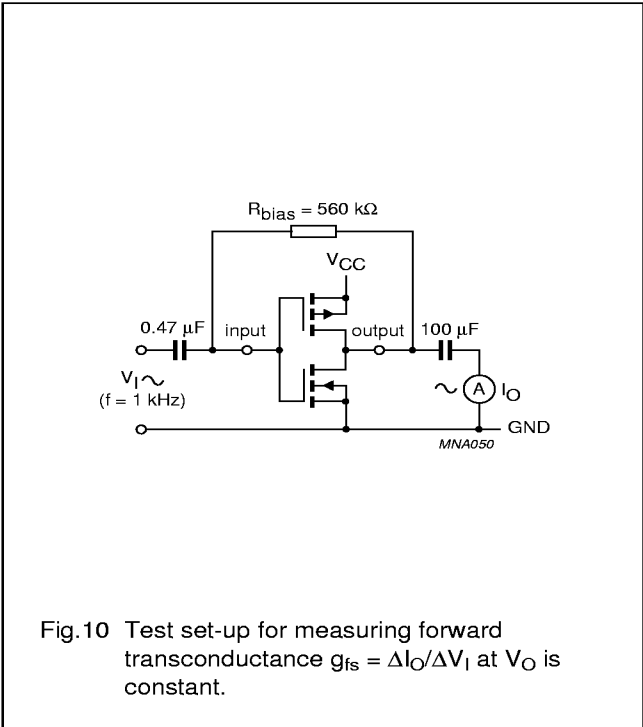 R_bias = 560 kΩ
V_CC
0.47 μF
input
output
100 μF
V_I ∼
(f = 1 kHz)
∼
A
I_O
GND
MNA050
Fig.10 Test set-up for measuring forward
transconductance g_fs = ΔI_O/ΔV_I at V_O is
constant.